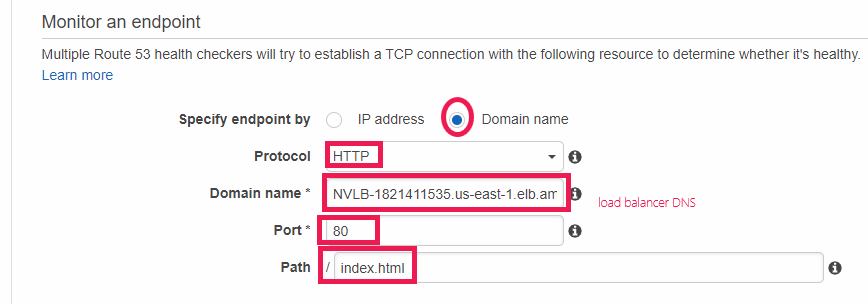 Monitor an endpoint
Multiple Route 53 health checkers will try to establish a TCP connection with the following resource to determine whether it's healthy.
Learn more
Specify endpoint by IP address Domain name
Protocol HTTP
Domain name * NVLB-1821411535.us-east-1.elb.am load balancer DNS
Port * 80
Path / index.html